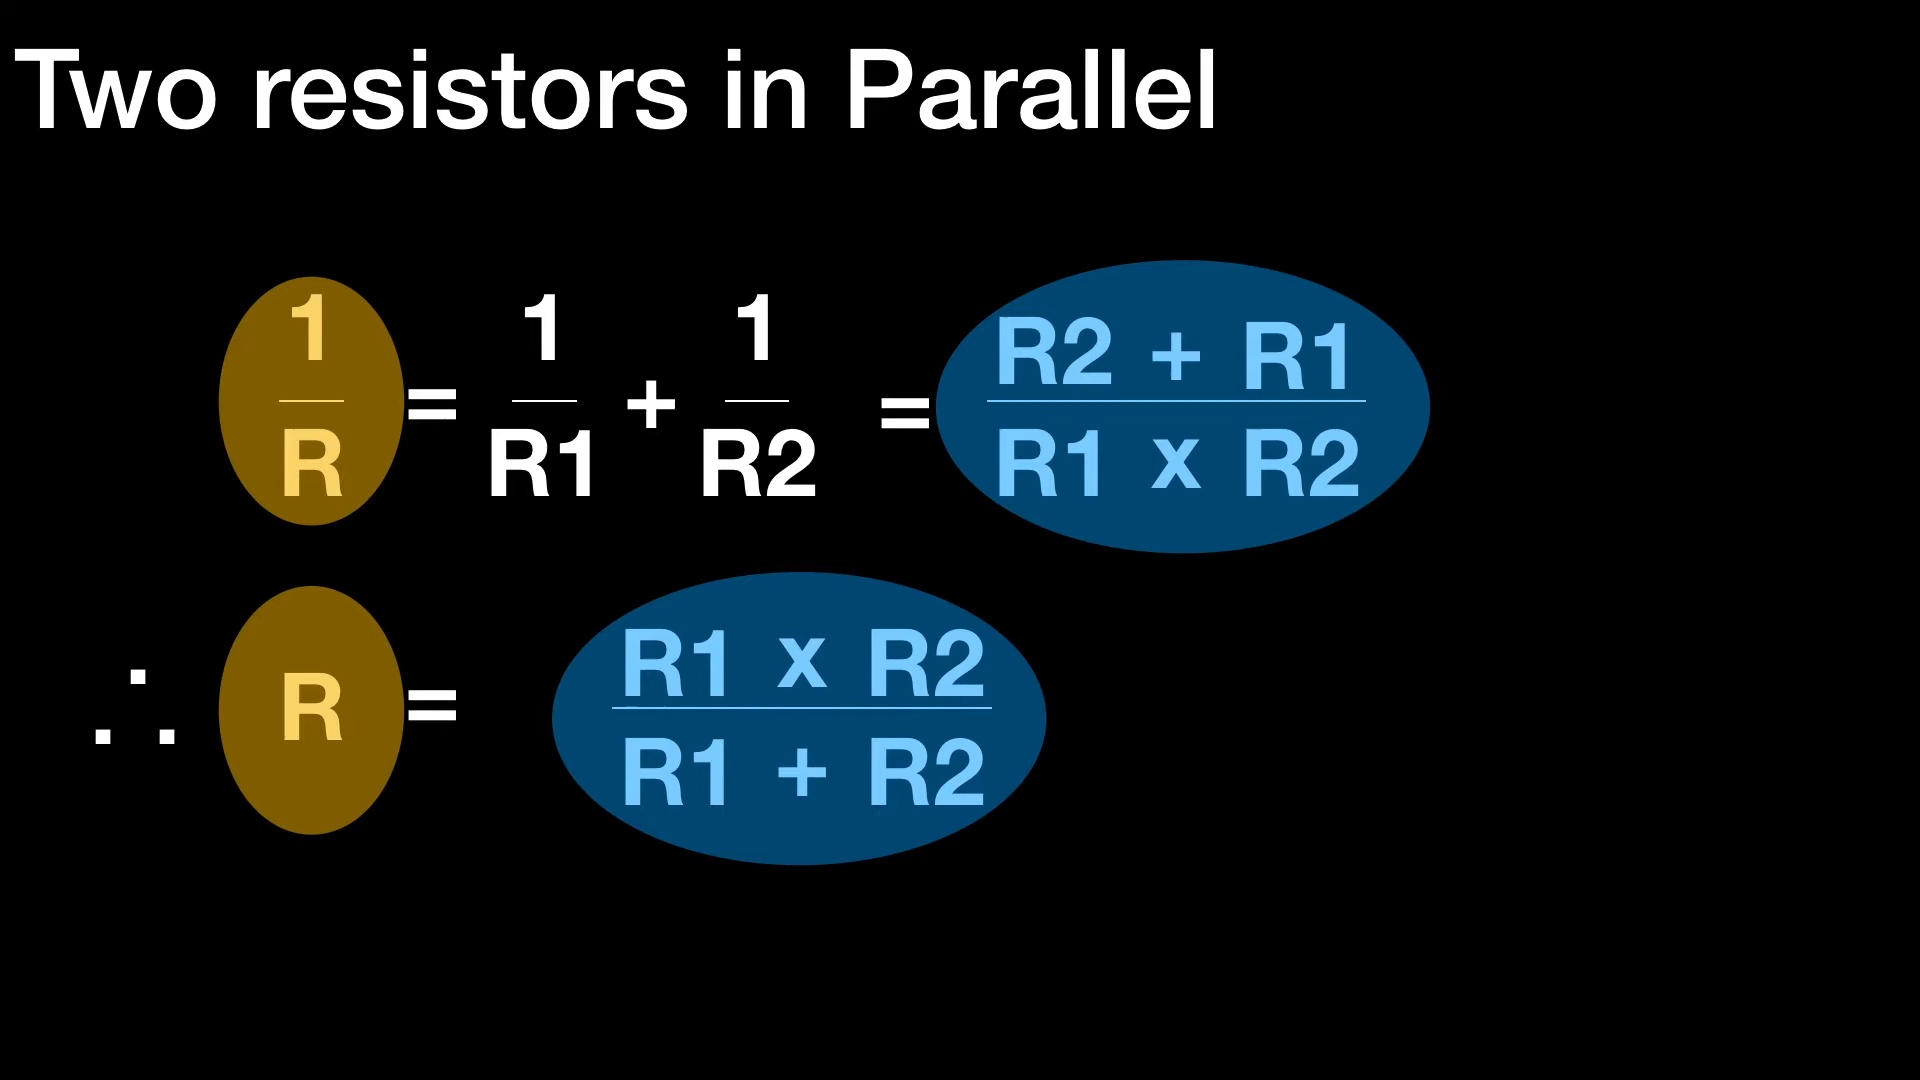 Two resistors in Parallel
1/R = 1/R1 + 1/R2 = R2 + R1/R1 x R2
∴ R = R1 x R2/R1 + R2